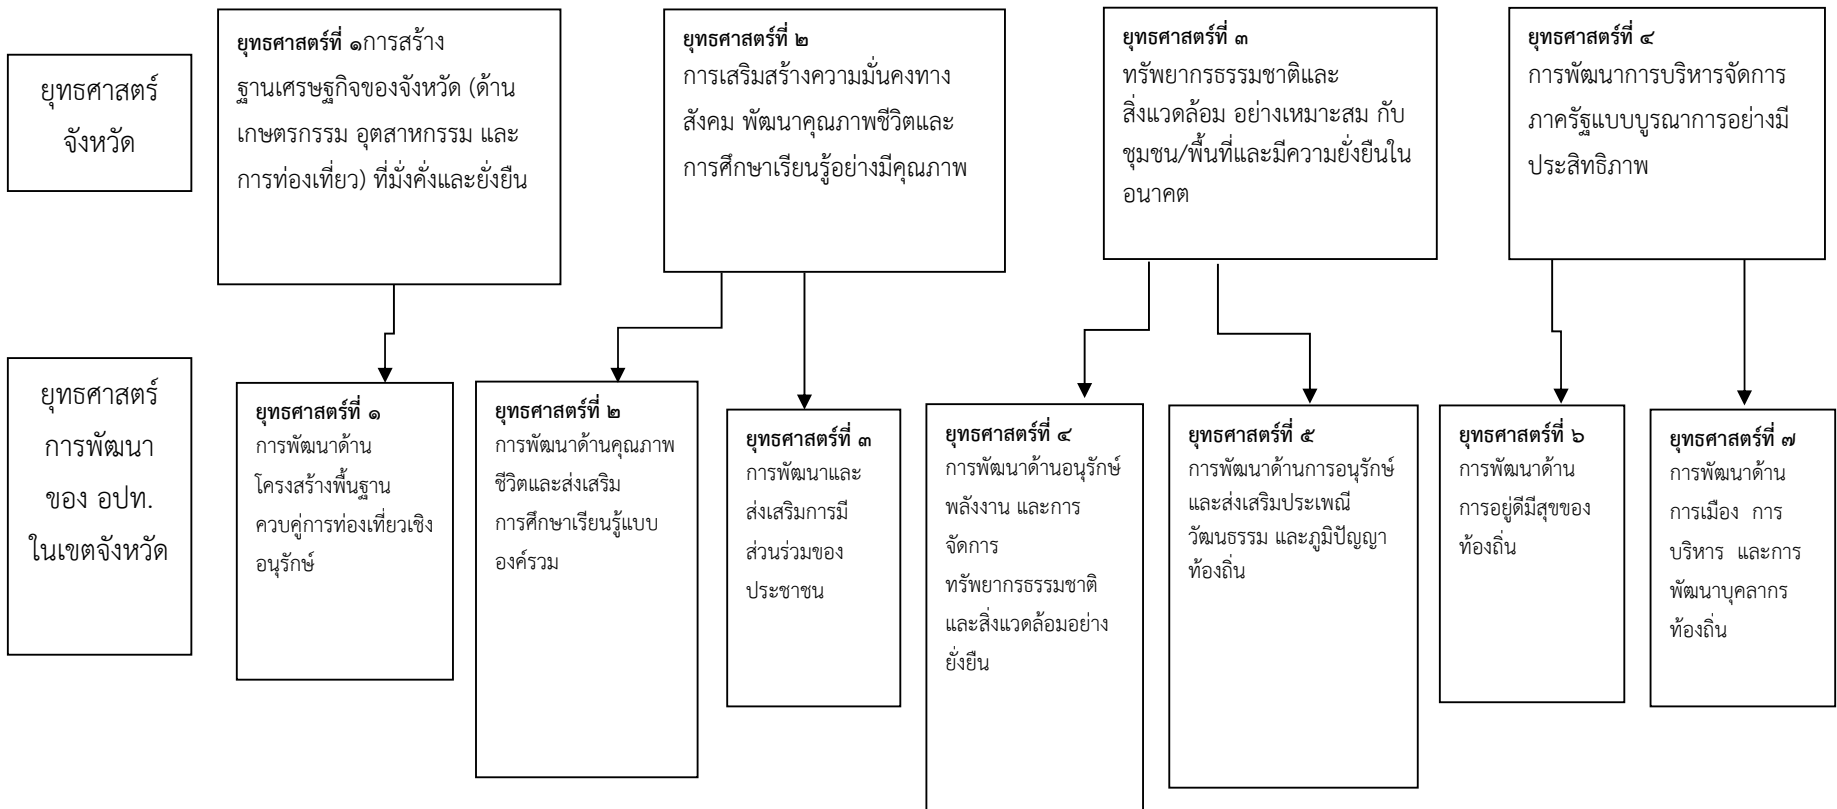 ยุทธศาสตร์
จังหวัด
ยุทธศาสตร์ที่ ๑การสร้าง
ฐานเศรษฐกิจของจังหวัด (ด้าน
เกษตรกรรม อุตสาหกรรม และ
การท่องเที่ยว) ที่มั่งคั่งและยั่งยืน
ยุทธศาสตร์ที่ ๒
การเสริมสร้างความมั่นคงทาง
สังคม พัฒนาคุณภาพชีวิตและ
การศึกษาเรียนรู้อย่างมีคุณภาพ
ยุทธศาสตร์ที่ ๓
ทรัพยากรธรรมชาติและ
สิ่งแวดล้อม อย่างเหมาะสม กับ
ชุมชน/พื้นที่และมีความยั่งยืนใน
อนาคต
ยุทธศาสตร์ที่ ๔
การพัฒนาการบริหารจัดการ
ภาครัฐแบบบูรณาการอย่างมี
ประสิทธิภาพ
ยุทธศาสตร์
การพัฒนา
ของ อปท.
ในเขตจังหวัด
ยุทธศาสตร์ที่ ๑
การพัฒนาด้าน
โครงสร้างพื้นฐาน
ควบคู่การท่องเที่ยวเชิง
อนุรักษ์
ยุทธศาสตร์ที่ ๒
การพัฒนาด้านคุณภาพ
ชีวิตและส่งเสริม
การศึกษาเรียนรู้แบบ
องค์รวม
ยุทธศาสตร์ที่ ๓
การพัฒนาและ
ส่งเสริมการมี
ส่วนร่วมของ
ประชาชน
ยุทธศาสตร์ที่ ๔
การพัฒนาด้านอนุรักษ์
พลังงาน และการ
จัดการ
ทรัพยากรธรรมชาติ
และสิ่งแวดล้อมอย่าง
ยั่งยืน
ยุทธศาสตร์ที่ ๕
การพัฒนาด้านการอนุรักษ์
และส่งเสริมประเพณี
วัฒนธรรม และภูมิปัญญา
ท้องถิ่น
ยุทธศาสตร์ที่ ๖
การพัฒนาด้าน
การอยู่ดีมีสุขของ
ท้องถิ่น
ยุทธศาสตร์ที่ ๗
การพัฒนาด้าน
การเมือง การ
บริหาร และการ
พัฒนาบุคลากร
ท้องถิ่น